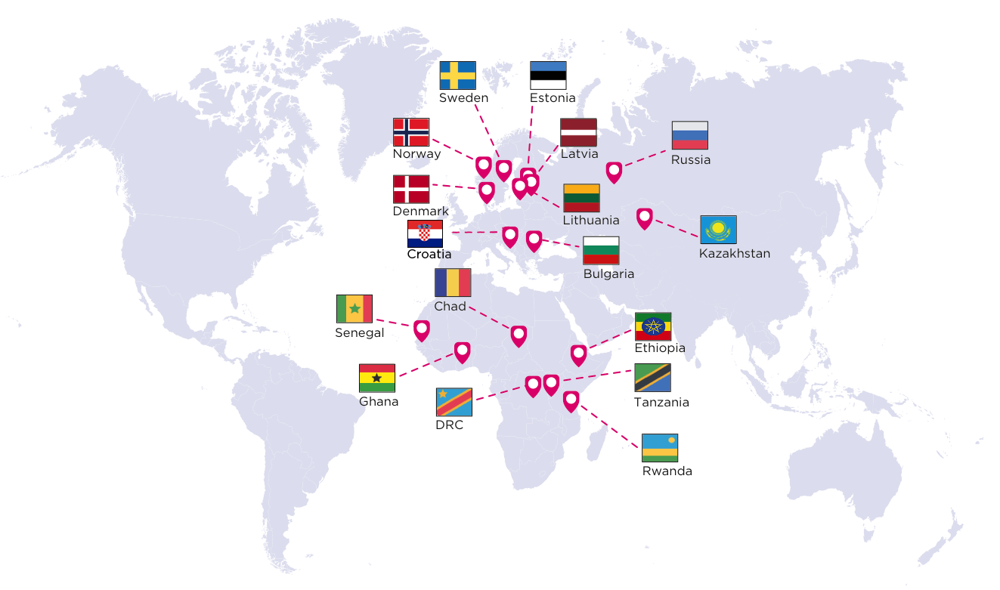 Sweden
Estonia
Norway
Latvia
Russia
Denmark
Lithuania
Croatia
Kazakhstan
Bulgaria
Chad
Senegal
Ethiopia
Ghana
Tanzania
DRC
Rwanda